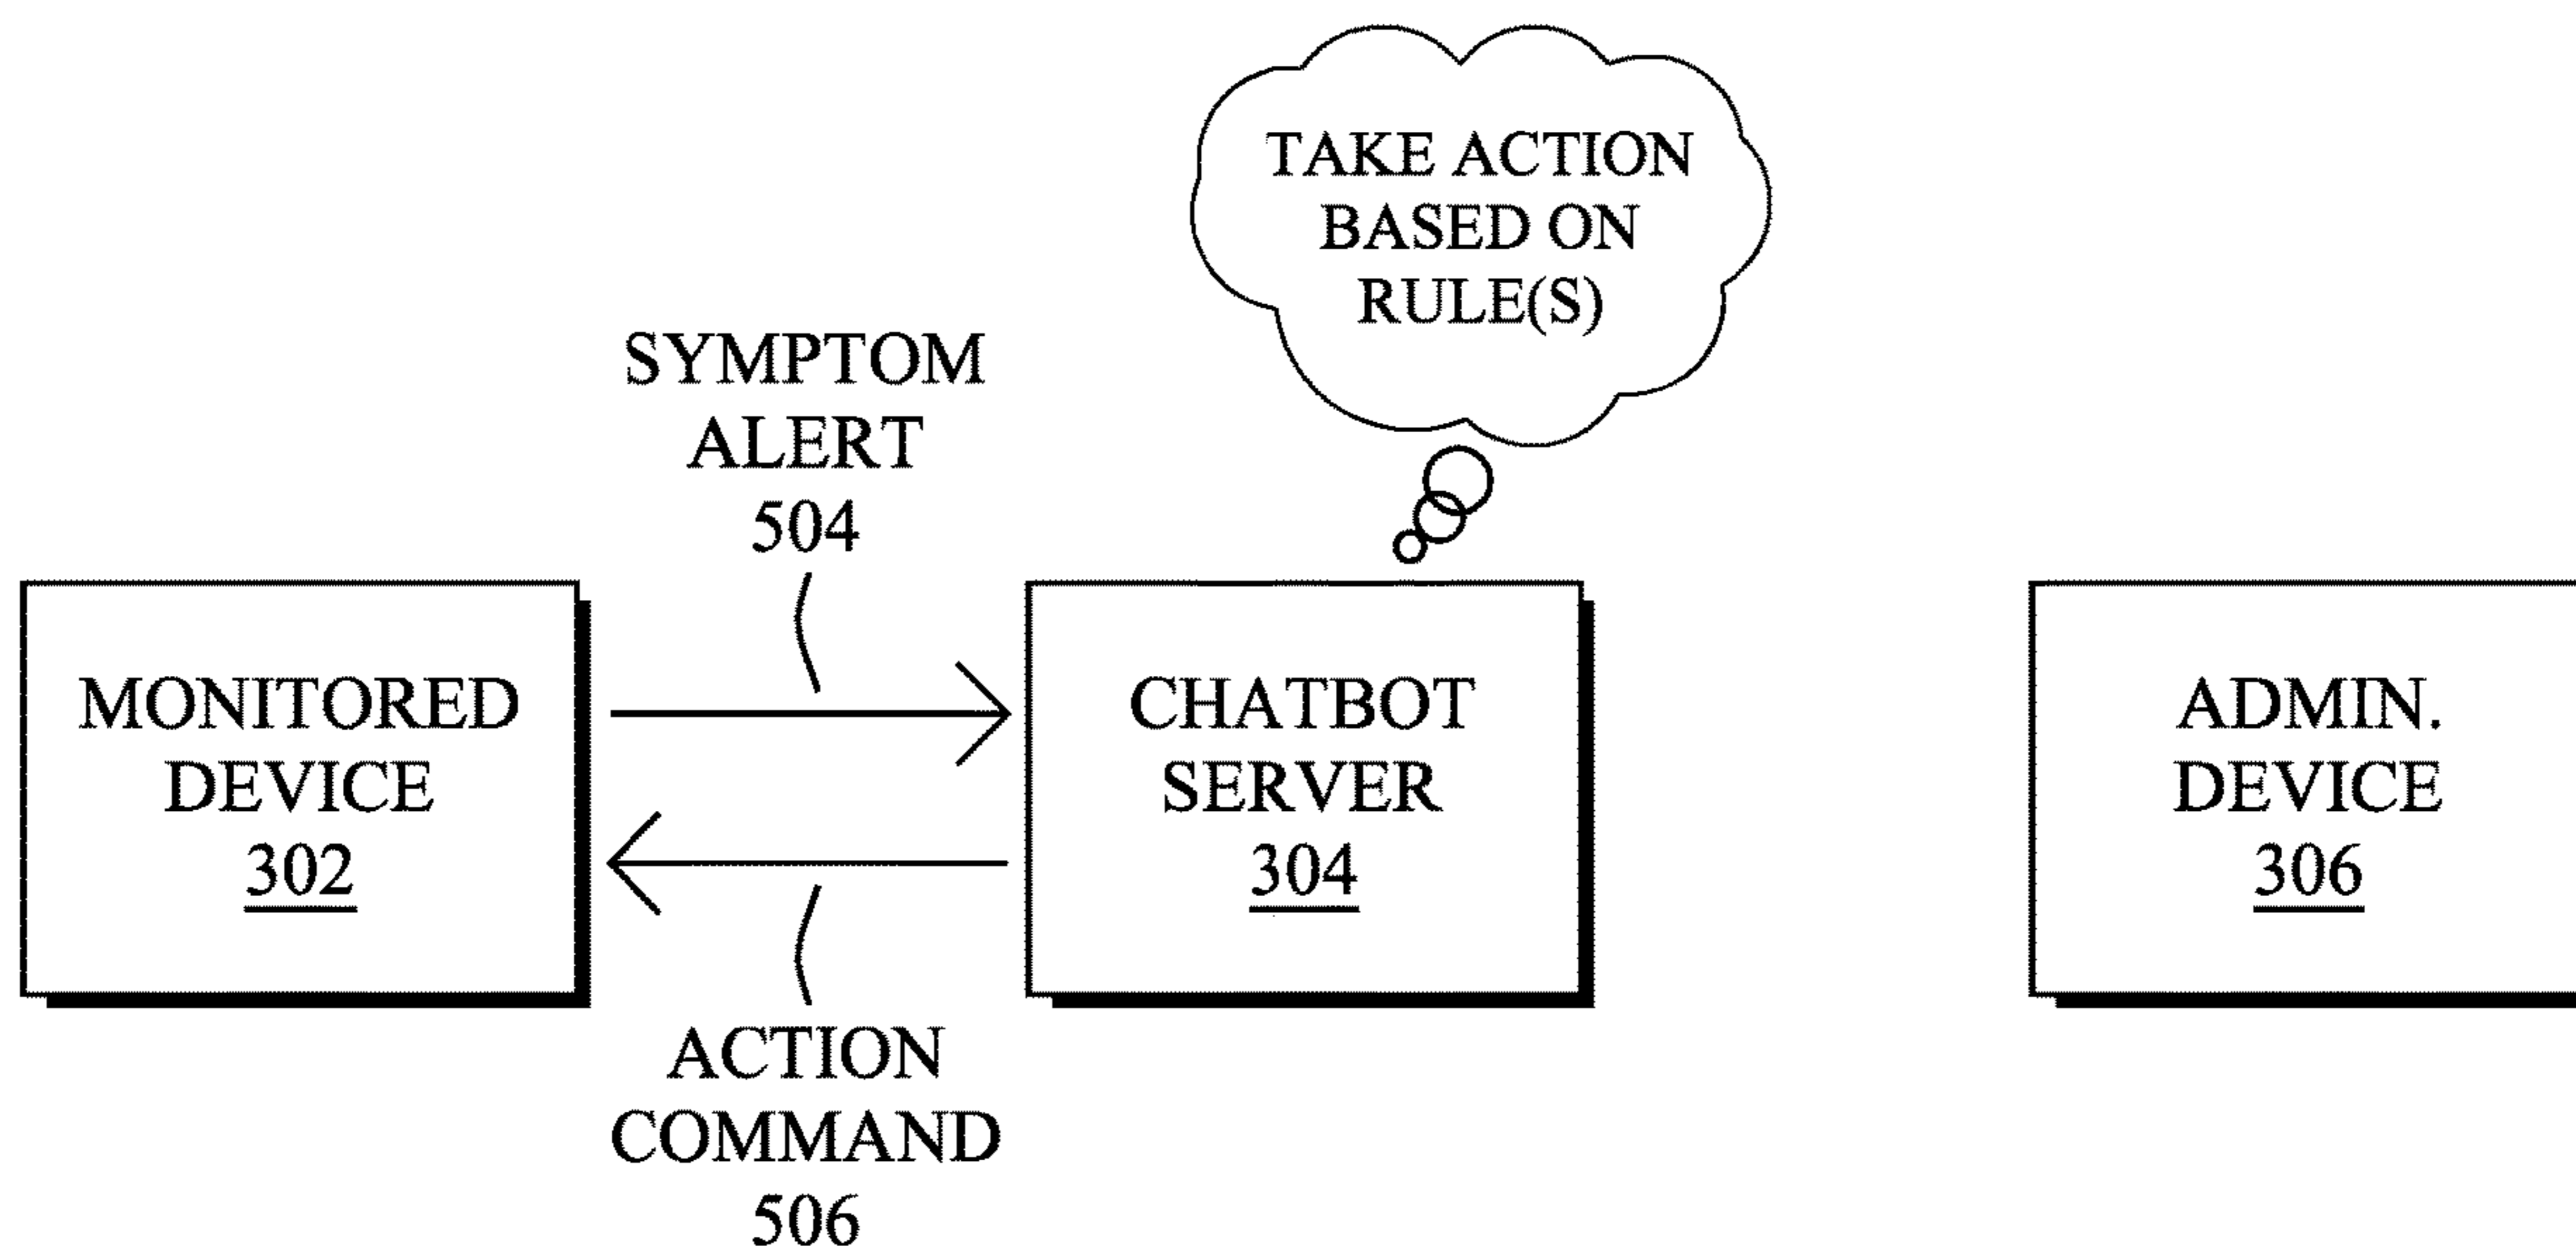 TAKE ACTION
BASED ON
RULE(S)
SYMPTOM
ALERT
504
MONITORED
DEVICE
302
CHATBOT
SERVER
304
ADMIN.
DEVICE
306
ACTION
COMMAND
506